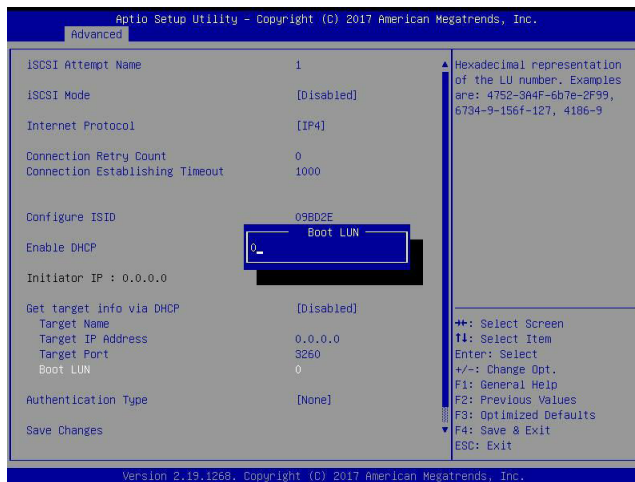 Aptio Setup Utility – Copyright (C) 2017 American Megatrends, Inc.
Advanced
iSCSI Attempt Name 1
iSCSI Mode [Disabled]
Internet Protocol [IP4]
Connection Retry Count 0
Connection Establishing Timeout 1000
Configure ISID 09BD2E
Enable DHCP
Initiator IP : 0.0.0.0
Get target info via DHCP [Disabled]
Target Name
Target IP Address 0.0.0.0
Target Port 3260
Boot LUN 0
Authentication Type [None]
Save Changes
Boot LUN
0_
Hexadecimal representation
of the LU number. Examples
are: 4752-3A4F-6b7e-2F99,
6734-9-156f-127, 4186-9
→←: Select Screen
↑↓: Select Item
Enter: Select
+/-: Change Opt.
F1: General Help
F2: Previous Values
F3: Optimized Defaults
F4: Save & Exit
ESC: Exit
Version 2.19.1268. Copyright (C) 2017 American Megatrends, Inc.